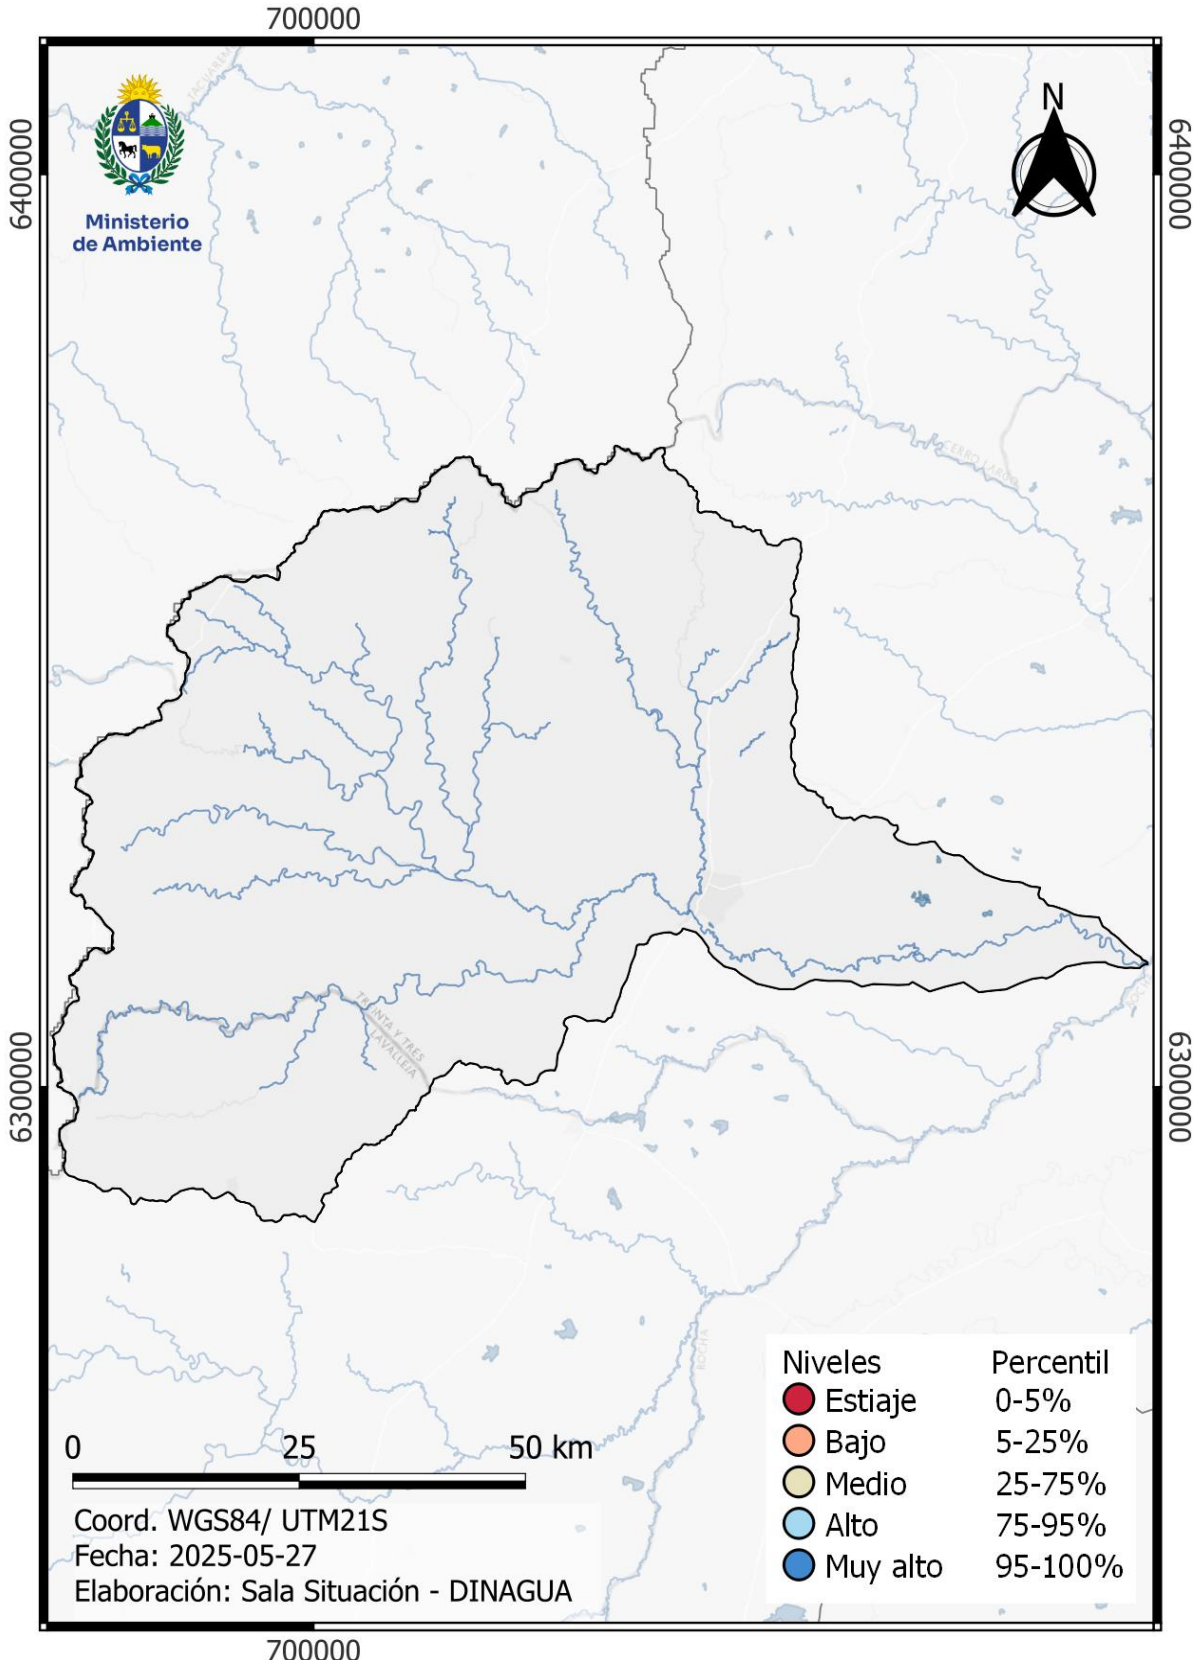 700000
TACUAREMBÓ
N
6400000
6400000
Ministerio
de Ambiente
CERRO LARGO
TREINTA Y TRES
LAVALLEJA
ROCHA
6300000
6300000
ROCHA
Niveles Percentil
Estiaje 0-5%
Bajo 5-25%
Medio 25-75%
Alto 75-95%
Muy alto 95-100%
0 25 50 km
Coord. WGS84/ UTM21S
Fecha: 2025-05-27
Elaboración: Sala Situación - DINAGUA
700000